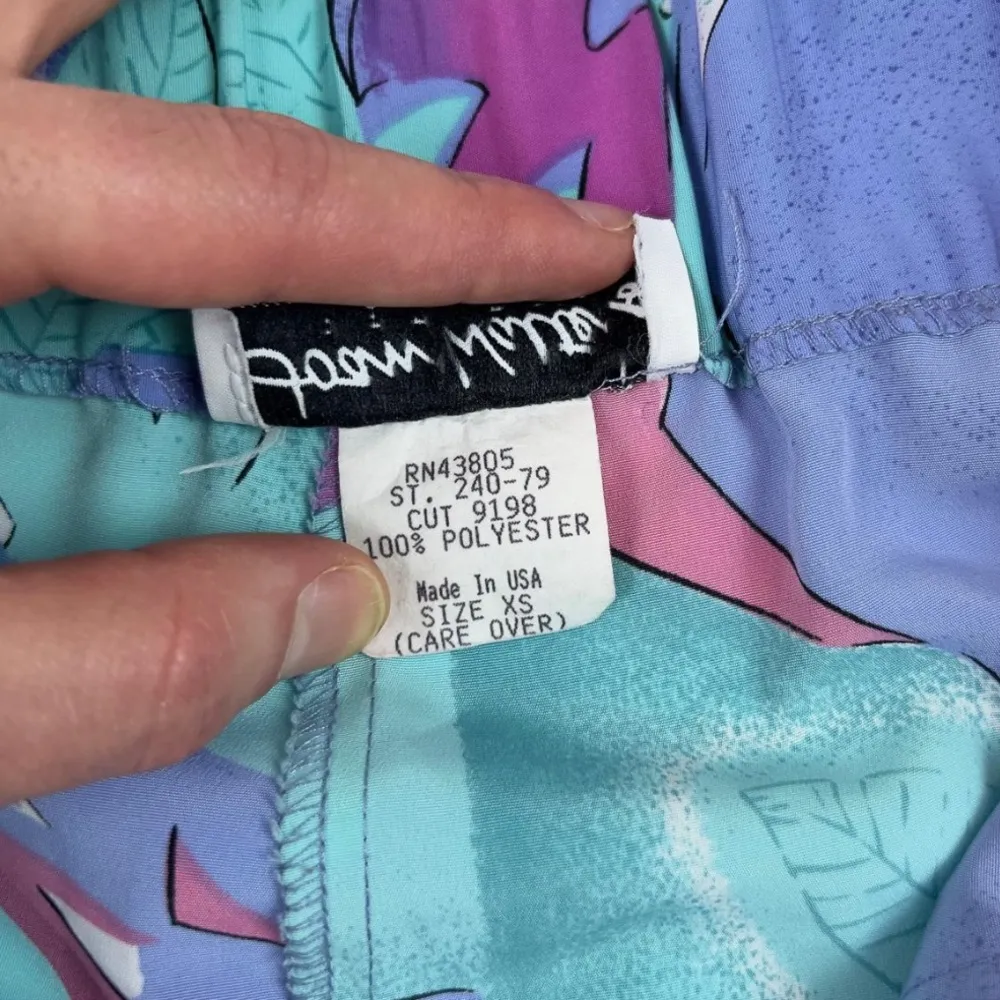 RN43805
ST. 240-79
CUT 9198
100% POLYESTER
Made In USA
SIZE XS
(CARE OVER)